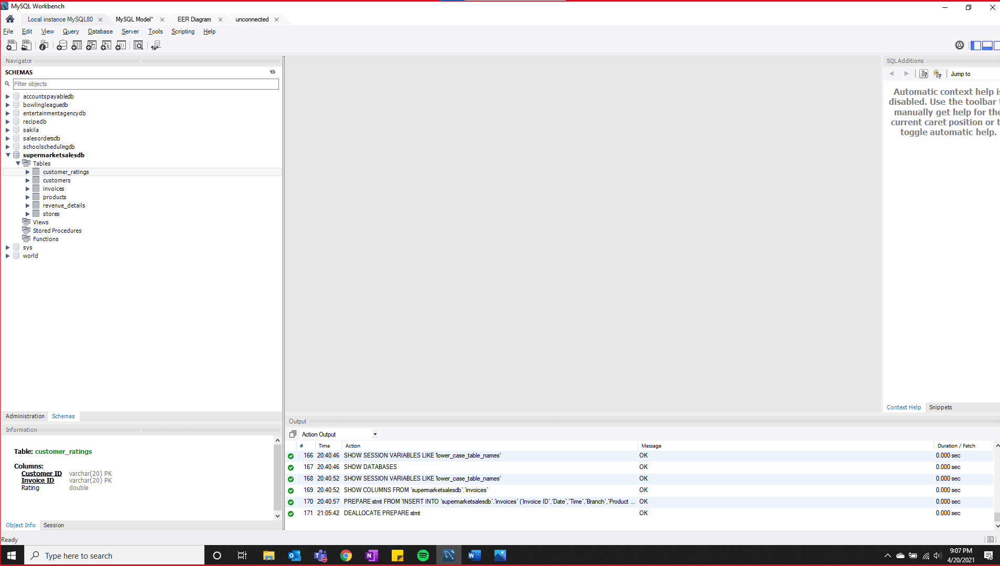 MySQL Workbench
Local instance MySQL80 MySQL Model* EER Diagram unconnected
File Edit View Query Database Server Tools Scripting Help
Navigator
SCHEMAS
Filter objects
accountspayabledb
bowlingleaguedb
entertainmentagencydb
recipedb
sakila
salesordersdb
schoolschedulingdb
supermarketsalesdb
Tables
customer_ratings
customers
invoices
products
revenue_details
stores
Views
Stored Procedures
Functions
sys
world
Administration Schemas
Information
Table: customer_ratings
Columns:
Customer ID varchar(20) PK
Invoice ID varchar(20) PK
Rating double
Object Info Session
SQLAdditions
Jump to
Automatic context help is
disabled. Use the toolbar t
manually get help for the
current caret position or t
toggle automatic help.
Context Help Snippets
Output
Action Output
# Time Action Message Duration / Fetch
166 20:40:46 SHOW SESSION VARIABLES LIKE 'lower_case_table_names' OK 0.000 sec
167 20:40:46 SHOW DATABASES OK 0.000 sec
168 20:40:52 SHOW SESSION VARIABLES LIKE 'lower_case_table_names' OK 0.000 sec
169 20:40:52 SHOW COLUMNS FROM `supermarketsalesdb`.`invoices` OK 0.000 sec
170 20:40:57 PREPARE stmt FROM 'INSERT INTO `supermarketsalesdb`.`invoices` (`Invoice ID`,`Date`,`Time`,`Branch`,`Product ... OK 0.000 sec
171 21:05:42 DEALLOCATE PREPARE stmt OK 0.000 sec
Ready
Type here to search
9:07 PM
4/20/2021